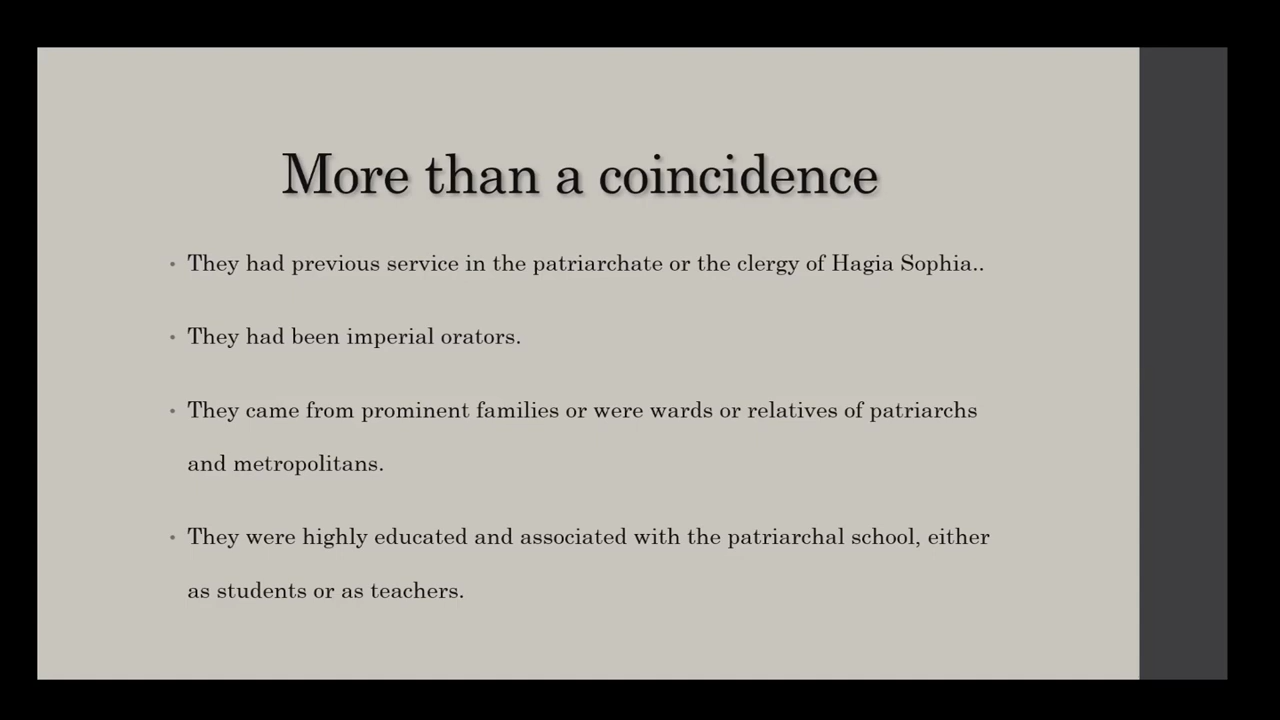 More than a coincidence
• They had previous service in the patriarchate or the clergy of Hagia Sophia..
• They had been imperial orators.
• They came from prominent families or were wards or relatives of patriarchs
and metropolitans.
• They were highly educated and associated with the patriarchal school, either
as students or as teachers.